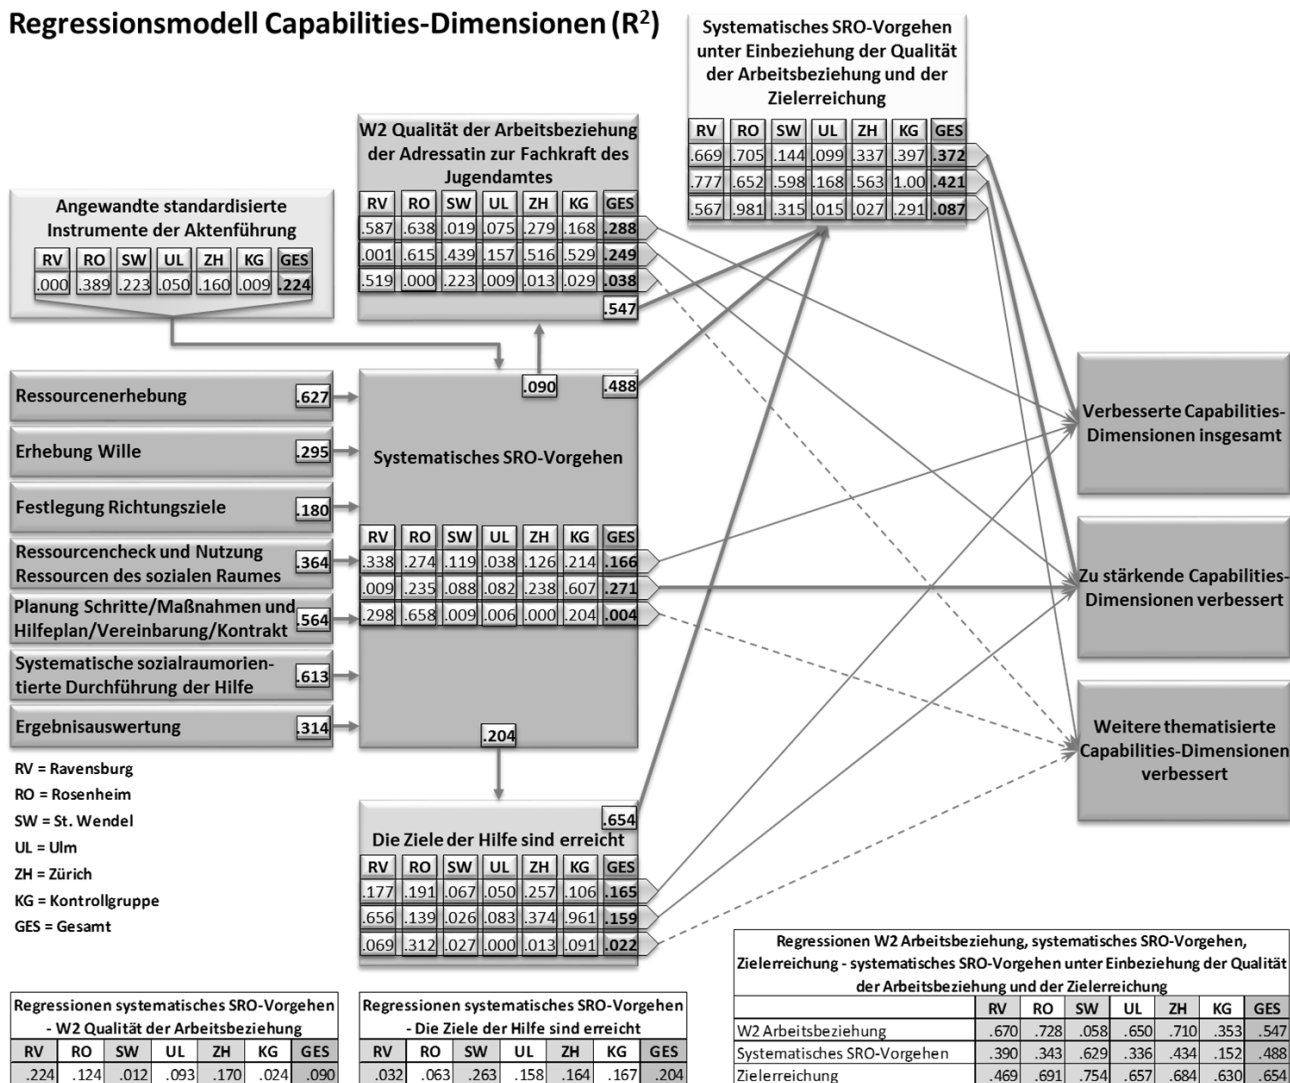 Regressionsmodell Capabilities-Dimensionen (R²)
Systematisches SRO-Vorgehen
unter Einbeziehung der Qualität
der Arbeitsbeziehung und der
Zielerreichung
RV RO SW UL ZH KG GES
.669 .705 .144 .099 .337 .397 .372
.777 .652 .598 .168 .563 1.00 .421
.567 .981 .315 .015 .027 .291 .087
W2 Qualität der Arbeitsbeziehung
der Adressatin zur Fachkraft des
Jugendamtes
RV RO SW UL ZH KG GES
.587 .638 .019 .075 .279 .168 .288
.001 .615 .439 .157 .516 .529 .249
.519 .000 .223 .009 .013 .029 .038
.547
Angewandte standardisierte
Instrumente der Aktenführung
RV RO SW UL ZH KG GES
.000 .389 .223 .050 .160 .009 .224
Ressourcenerhebung .627
Erhebung Wille .295
Festlegung Richtungsziele .180
Ressourcencheck und Nutzung
Ressourcen des sozialen Raumes .364
Planung Schritte/Maßnahmen und
Hilfeplan/Vereinbarung/Kontrakt .564
Systematische sozialraumorien-
tierte Durchführung der Hilfe .613
Ergebnisauswertung .314
.090 .488
Systematisches SRO-Vorgehen
RV RO SW UL ZH KG GES
.338 .274 .119 .038 .126 .214 .166
.009 .235 .088 .082 .238 .607 .271
.298 .658 .009 .006 .000 .204 .004
.204
Verbesserte Capabilities-
Dimensionen insgesamt
Zu stärkende Capabilities-
Dimensionen verbessert
Weitere thematisierte
Capabilities-Dimensionen
verbessert
RV = Ravensburg
RO = Rosenheim
SW = St. Wendel
UL = Ulm
ZH = Zürich
KG = Kontrollgruppe
GES = Gesamt
.654
Die Ziele der Hilfe sind erreicht
RV RO SW UL ZH KG GES
.177 .191 .067 .050 .257 .106 .165
.656 .139 .026 .083 .374 .961 .159
.069 .312 .027 .000 .013 .091 .022
Regressionen systematisches SRO-Vorgehen
- W2 Qualität der Arbeitsbeziehung
RV RO SW UL ZH KG GES
.224 .124 .012 .093 .170 .024 .090
Regressionen systematisches SRO-Vorgehen
- Die Ziele der Hilfe sind erreicht
RV RO SW UL ZH KG GES
.032 .063 .263 .158 .164 .167 .204
Regressionen W2 Arbeitsbeziehung, systematisches SRO-Vorgehen,
Zielerreichung - systematisches SRO-Vorgehen unter Einbeziehung der Qualität
der Arbeitsbeziehung und der Zielerreichung
RV RO SW UL ZH KG GES
W2 Arbeitsbeziehung .670 .728 .058 .650 .710 .353 .547
Systematisches SRO-Vorgehen .390 .343 .629 .336 .434 .152 .488
Zielerreichung .469 .691 .754 .657 .684 .630 .654